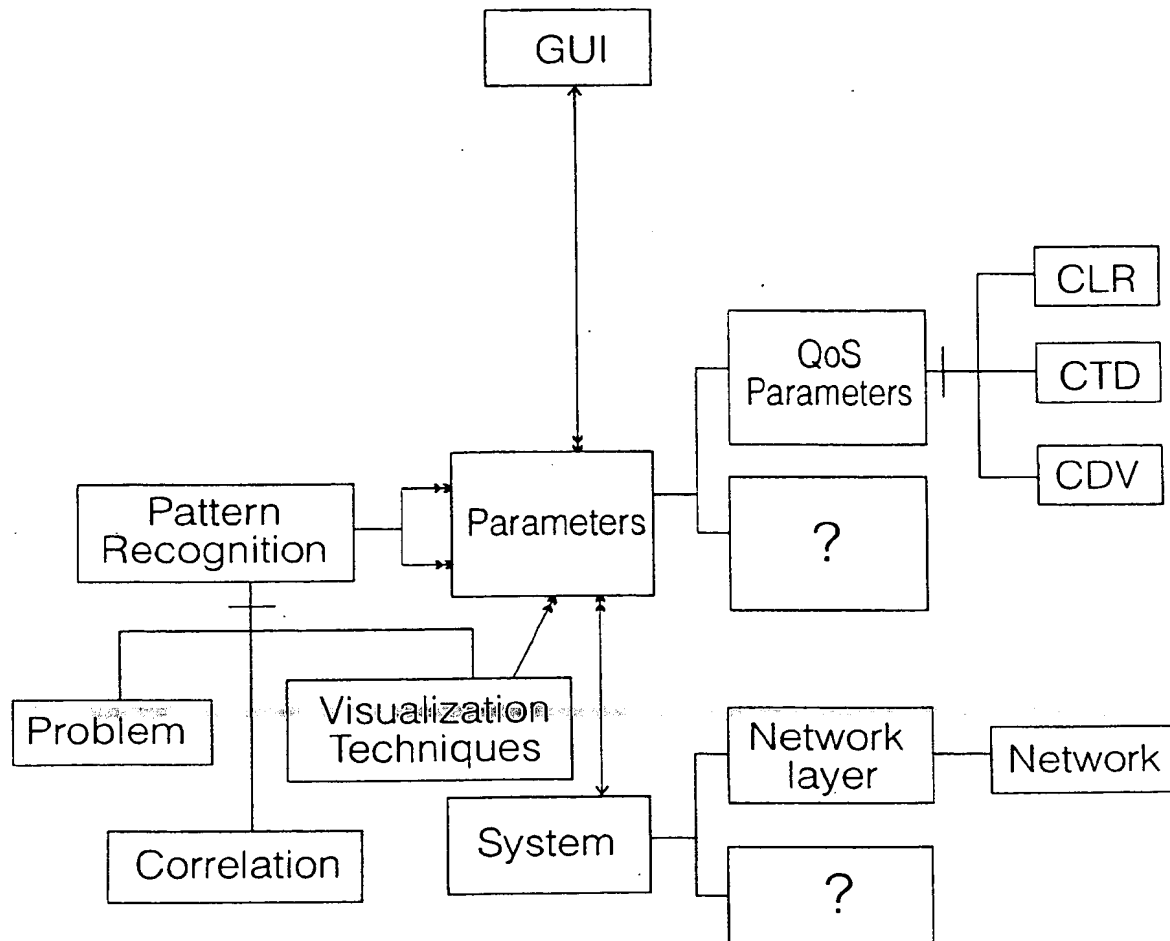 GUI
CLR
QoS
Parameters
CTD
CDV
Pattern
Recognition
Parameters
?
Problem
Visualization
Techniques
Network
layer
Network
System
Correlation
?